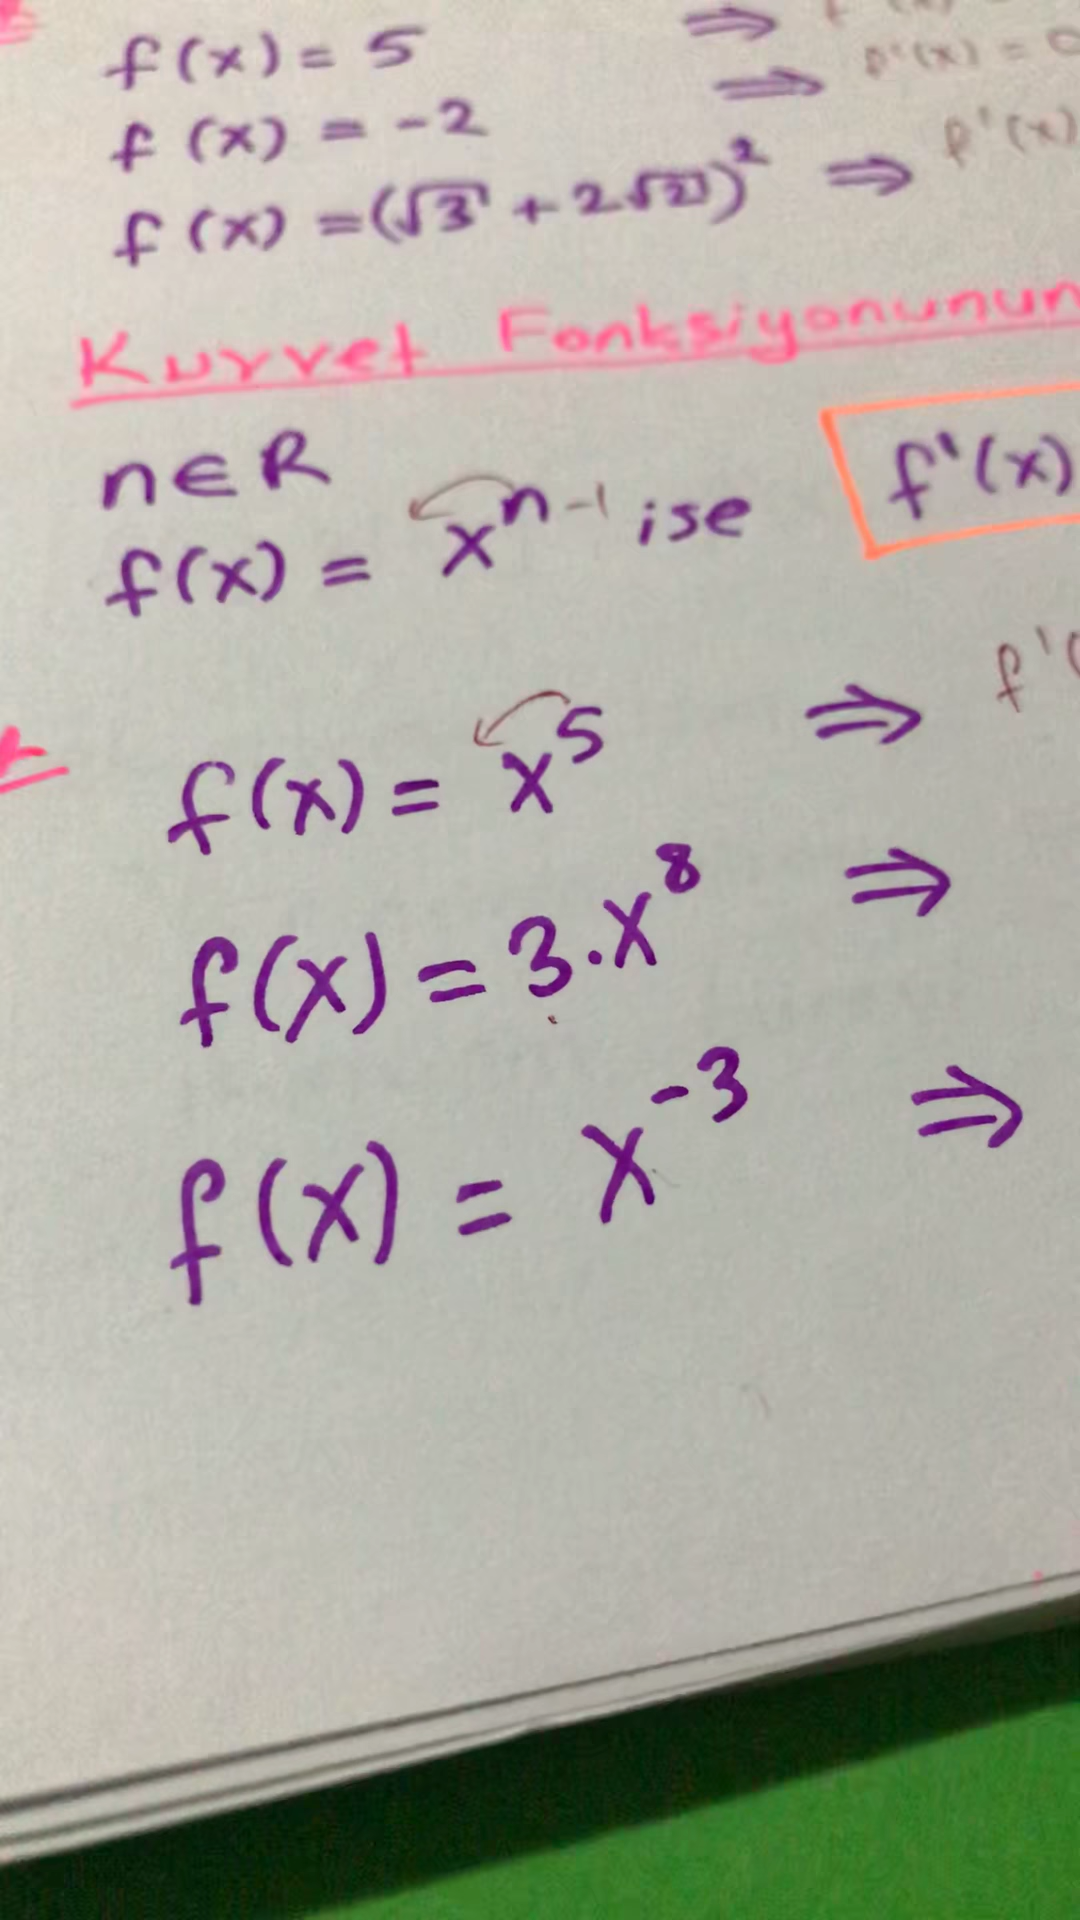 f(x) = 5 ⇒
f(x) = -2 ⇒ f'(x) = 0
f(x) = (√3 + 2√2)² ⇒ f'(x)
Kuvvet Fonksiyonunun
n∈R
f(x) = xⁿ⁻¹ ise f'(x)
f(x) = x⁵ ⇒ f'(
f(x) = 3.x⁸ ⇒
f(x) = x⁻³ ⇒